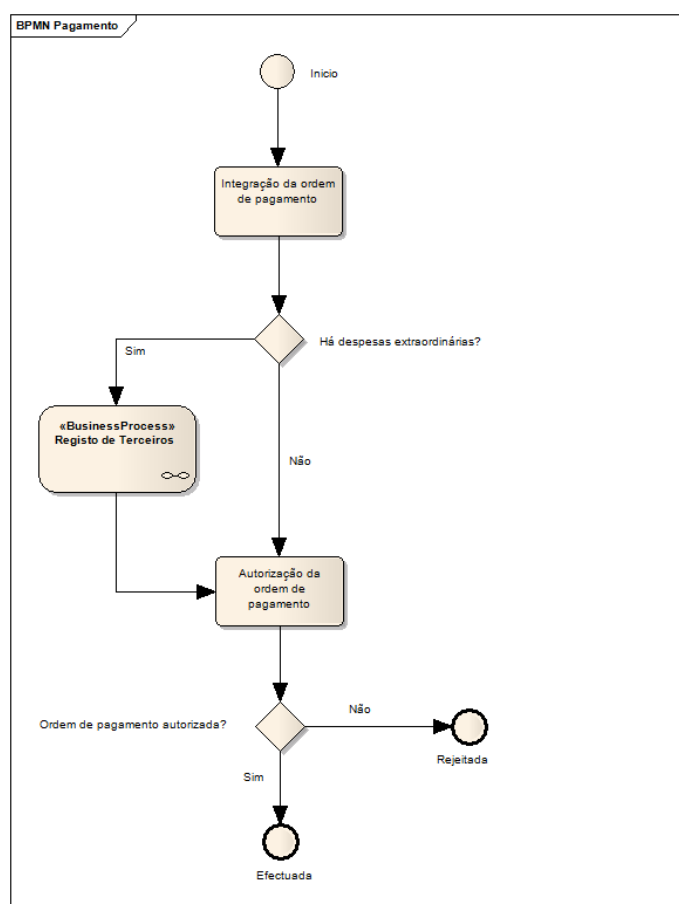 BPMN Pagamento
Inicio
Integração da ordem
de pagamento
Há despesas extraordinárias?
Sim
«BusinessProcess»
Registo de Terceiros
Não
Autorização da
ordem de
pagamento
Ordem de pagamento autorizada?
Não
Rejeitada
Sim
Efectuada